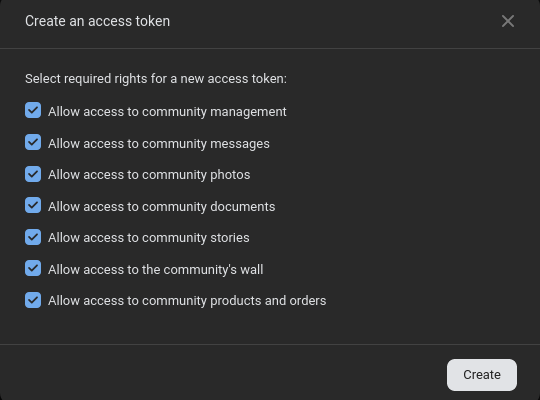 Create an access token
Select required rights for a new access token:
Allow access to community management
Allow access to community messages
Allow access to community photos
Allow access to community documents
Allow access to community stories
Allow access to the community's wall
Allow access to community products and orders
Create